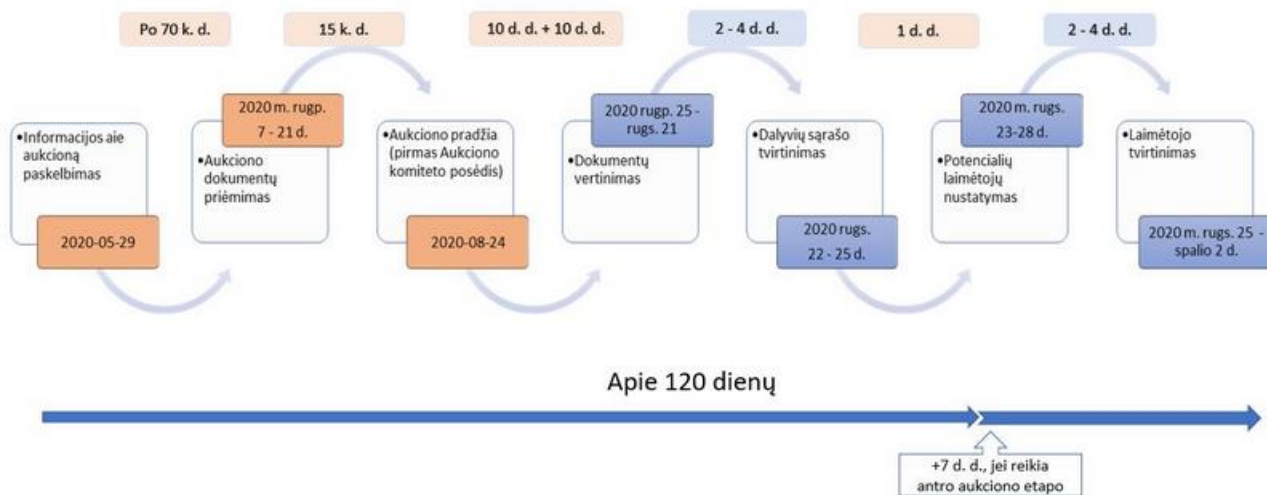 Po 70 k. d.
15 k. d.
10 d. d. + 10 d. d.
2 - 4 d. d.
1 d. d.
2 - 4 d. d.
•Informacijos aie
aukcioną
paskelbimas
2020-05-29
2020 m. rugp.
7 - 21 d.
•Aukciono
dokumentų
priėmimas
•Aukciono pradžia
(pirmas Aukciono
komiteto posėdis)
2020-08-24
2020 rugp. 25 -
rugs. 21
•Dokumentų
vertinimas
•Dalyvių sąrašo
tvirtinimas
2020 rugs.
22 - 25 d.
2020 m. rugs.
23-28 d.
•Potencialių
laimėtojų
nustatymas
•Laimėtojo
tvirtinimas
2020 m. rugs. 25 -
spalio 2 d.
Apie 120 dienų
+7 d. d., jei reikia
antro aukciono etapo